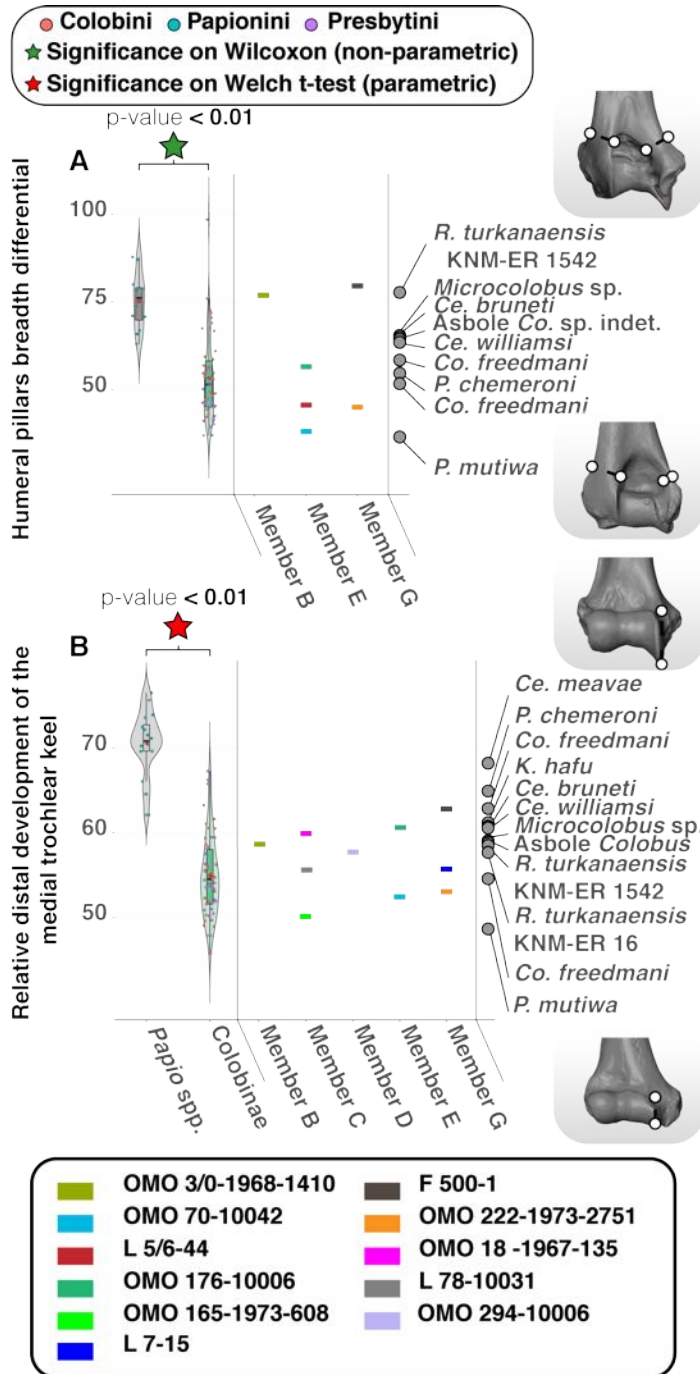 Colobini Papionini Presbytini
Significance on Wilcoxon (non-parametric)
Significance on Welch t-test (parametric)
p-value < 0.01
A
Humeral pillars breadth differential
100
75
50
R. turkanaensis
KNM-ER 1542
Microcolobus sp.
Ce. bruneti
Asbole Co. sp. indet.
Ce. williamsi
Co. freedmani
P. chemeroni
Co. freedmani
P. mutiwa
Member B
Member E
Member G
p-value < 0.01
B
Relative distal development of the
medial trochlear keel
70
60
50
Ce. meavae
P. chemeroni
Co. freedmani
K. hafu
Ce. bruneti
Ce. williamsi
Microcolobus sp.
Asbole Colobus
R. turkanaensis
KNM-ER 1542
R. turkanaensis
KNM-ER 16
Co. freedmani
P. mutiwa
Papio spp.
Colobinae
Member B
Member C
Member D
Member E
Member G
OMO 3/0-1968-1410
OMO 70-10042
L 5/6-44
OMO 176-10006
OMO 165-1973-608
L 7-15
F 500-1
OMO 222-1973-2751
OMO 18 -1967-135
L 78-10031
OMO 294-10006